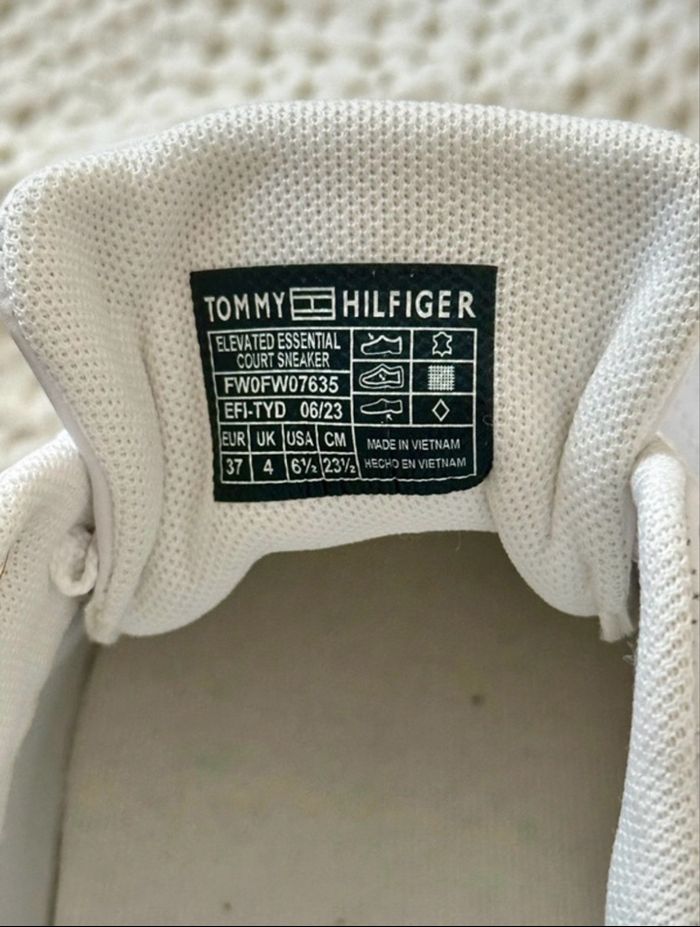 TOMMY HILFIGER
ELEVATED ESSENTIAL
COURT SNEAKER
FW0FW07635
EFI-TYD 06/23
EUR UK USA CM
37 4 6½ 23½
MADE IN VIETNAM
HECHO EN VIETNAM